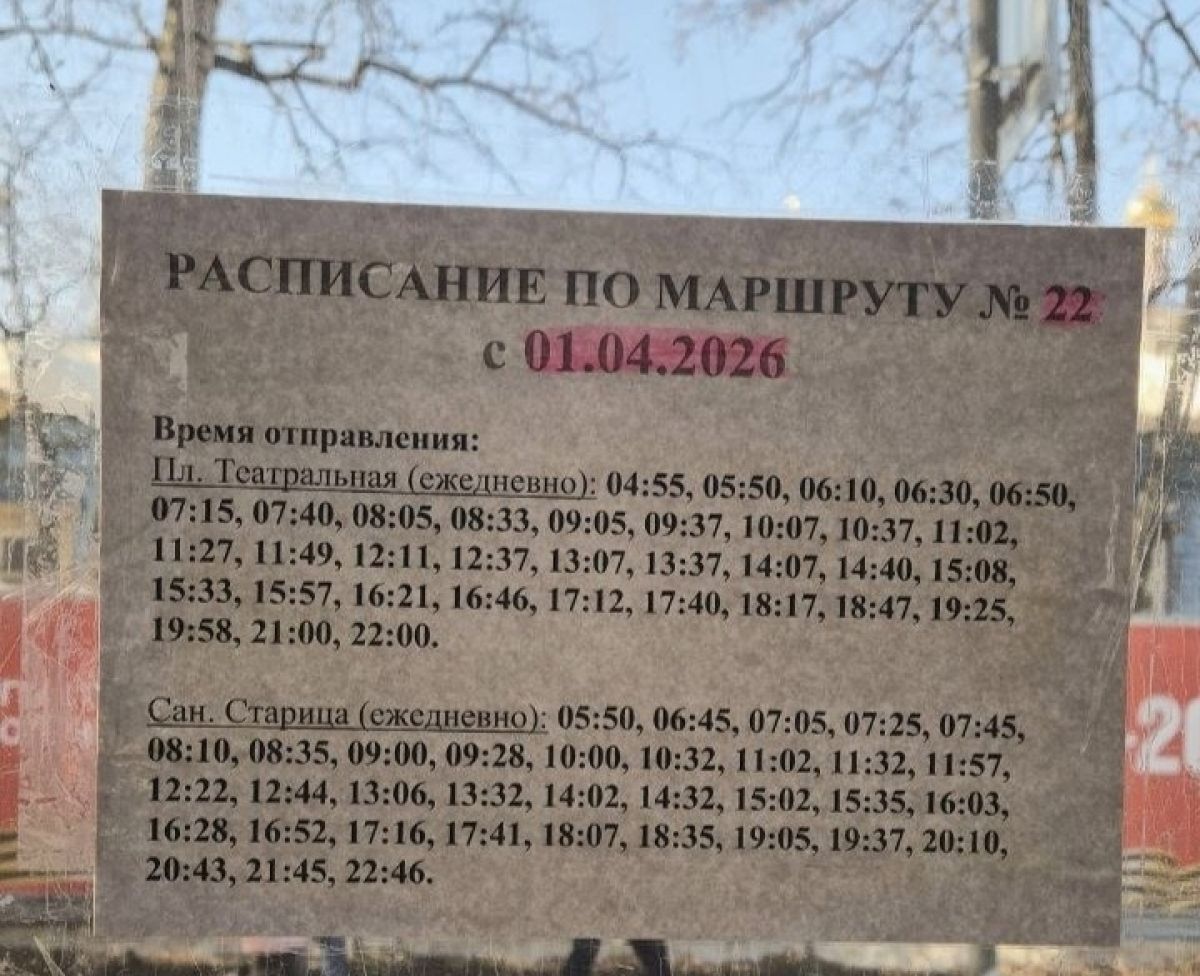 РАСПИСАНИЕ ПО МАРШРУТУ № 22
с 01.04.2026
Время отправления:
Пл. Театральная (ежедневно): 04:55, 05:50, 06:10, 06:30, 06:50,
07:15, 07:40, 08:05, 08:33, 09:05, 09:37, 10:07, 10:37, 11:02,
11:27, 11:49, 12:11, 12:37, 13:07, 13:37, 14:07, 14:40, 15:08,
15:33, 15:57, 16:21, 16:46, 17:12, 17:40, 18:17, 18:47, 19:25,
19:58, 21:00, 22:00.
Сан. Старица (ежедневно): 05:50, 06:45, 07:05, 07:25, 07:45,
08:10, 08:35, 09:00, 09:28, 10:00, 10:32, 11:02, 11:32, 11:57,
12:22, 12:44, 13:06, 13:32, 14:02, 14:32, 15:02, 15:35, 16:03,
16:28, 16:52, 17:16, 17:41, 18:07, 18:35, 19:05, 19:37, 20:10,
20:43, 21:45, 22:46.